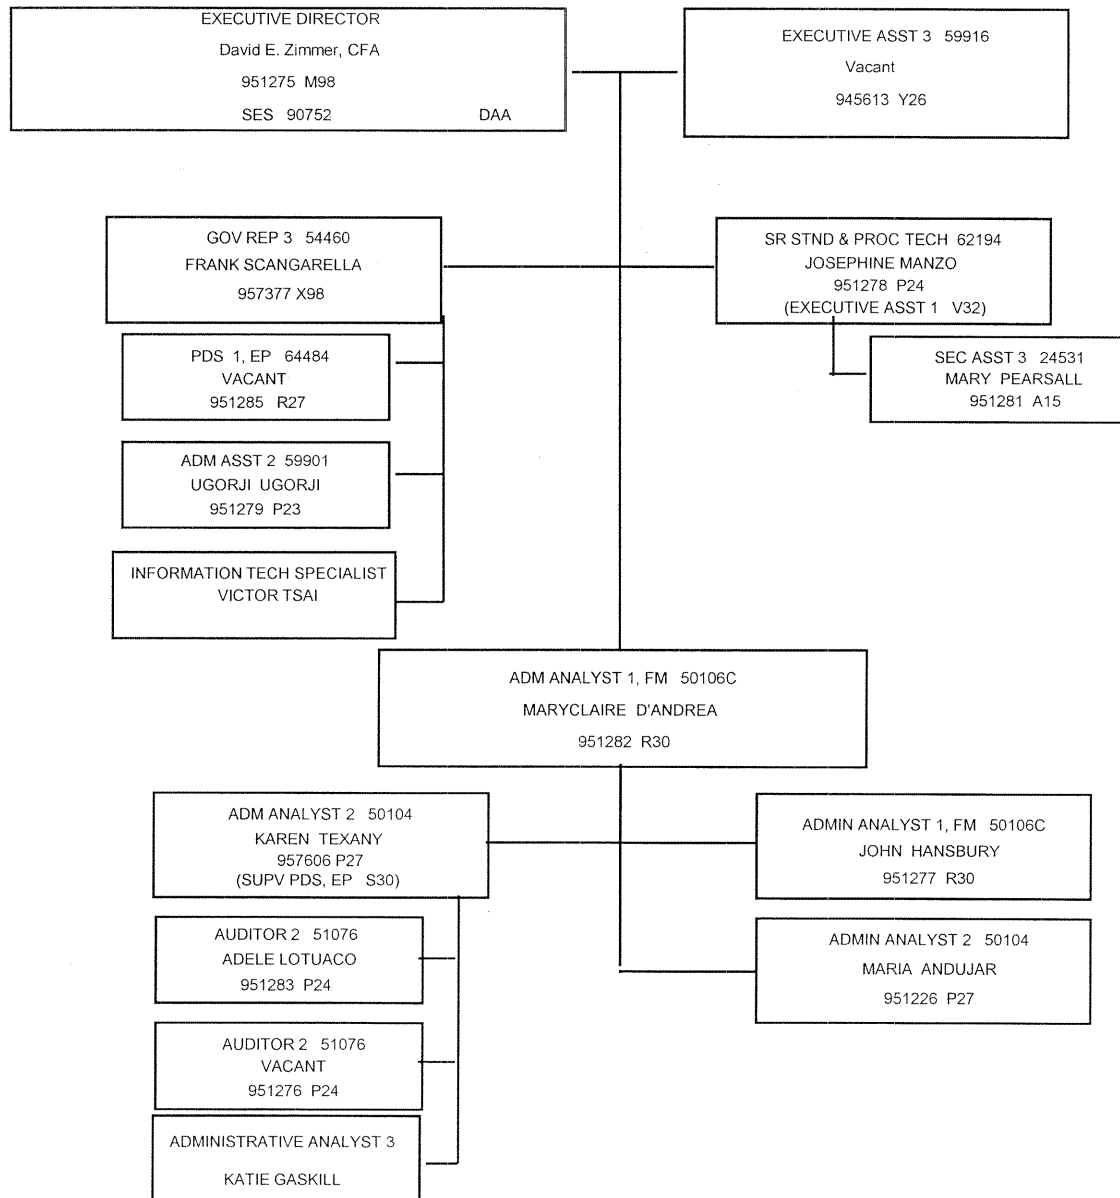 EXECUTIVE DIRECTOR
David E. Zimmer, CFA
951275 M98
SES 90752 DAA
EXECUTIVE ASST 3 59916
Vacant
945613 Y26
GOV REP 3 54460
FRANK SCANGARELLA
957377 X98
SR STND & PROC TECH 62194
JOSEPHINE MANZO
951278 P24
(EXECUTIVE ASST 1 V32)
PDS 1, EP 64484
VACANT
951285 R27
SEC ASST 3 24531
MARY PEARSALL
951281 A15
ADM ASST 2 59901
UGORJI UGORJI
951279 P23
INFORMATION TECH SPECIALIST
VICTOR TSAI
ADM ANALYST 1, FM 50106C
MARYCLAIRE D'ANDREA
951282 R30
ADM ANALYST 2 50104
KAREN TEXANY
957606 P27
(SUPV PDS, EP S30)
ADMIN ANALYST 1, FM 50106C
JOHN HANSBURY
951277 R30
AUDITOR 2 51076
ADELE LOTUACO
951283 P24
ADMIN ANALYST 2 50104
MARIA ANDUJAR
951226 P27
AUDITOR 2 51076
VACANT
951276 P24
ADMINISTRATIVE ANALYST 3
KATIE GASKILL